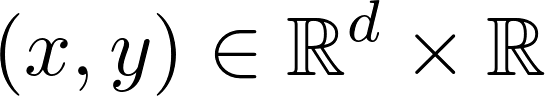 (x, y) ∈ ℝ^d × ℝ